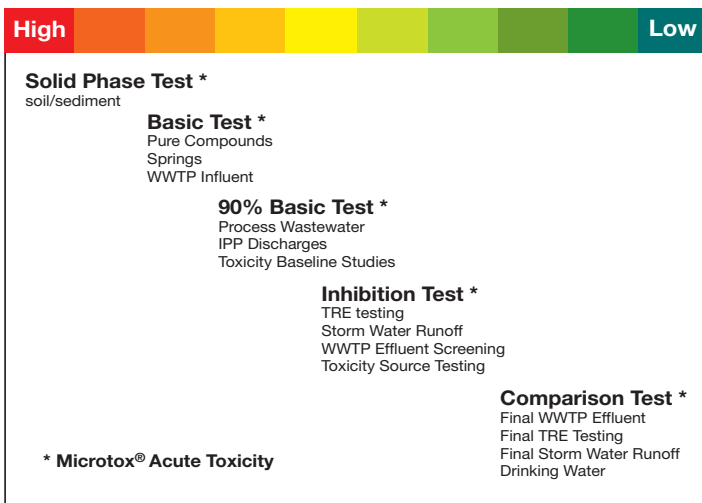 High
Low
Solid Phase Test *
soil/sediment
Basic Test *
Pure Compounds
Springs
WWTP Influent
90% Basic Test *
Process Wastewater
IPP Discharges
Toxicity Baseline Studies
Inhibition Test *
TRE testing
Storm Water Runoff
WWTP Effluent Screening
Toxicity Source Testing
Comparison Test *
Final WWTP Effluent
Final TRE Testing
Final Storm Water Runoff
Drinking Water
* Microtox® Acute Toxicity